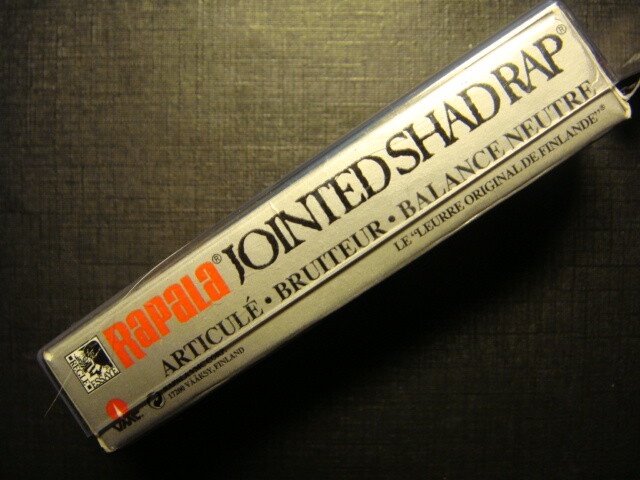 Rapala® JOINTED SHAD RAP®
ARTICULÉ • BRUITEUR • BALANCE NEUTRE
LE "LEURRE ORIGINAL DE FINLANDE"®
17200 VÄÄKSY, FINLAND